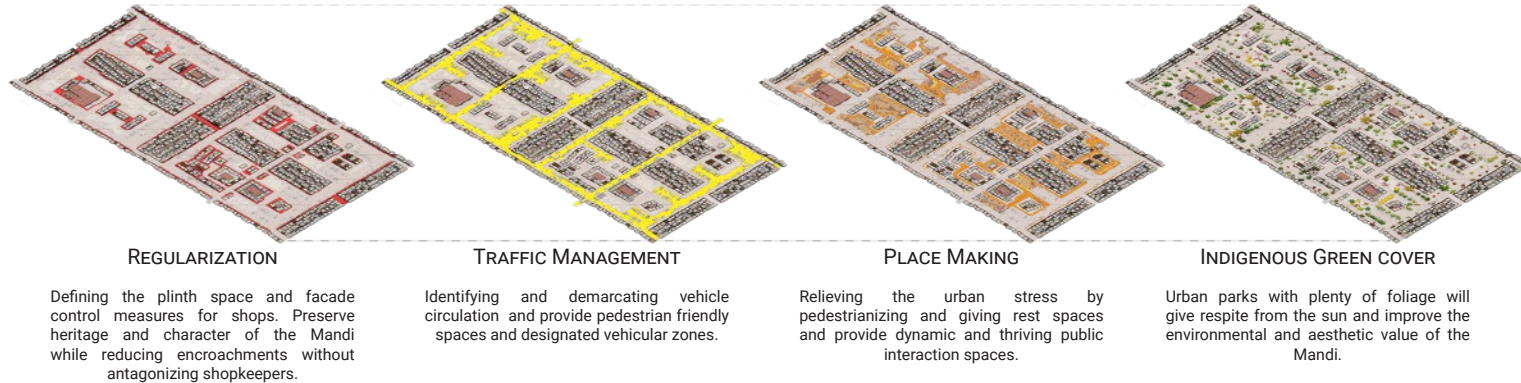 REGULARIZATION
Defining the plinth space and facade
control measures for shops. Preserve
heritage and character of the Mandi
while reducing encroachments without
antagonizing shopkeepers.
TRAFFIC MANAGEMENT
Identifying and demarcating vehicle
circulation and provide pedestrian friendly
spaces and designated vehicular zones.
PLACE MAKING
Relieving the urban stress by
pedestrianizing and giving rest spaces
and provide dynamic and thriving public
interaction spaces.
INDIGENOUS GREEN COVER
Urban parks with plenty of foliage will
give respite from the sun and improve the
environmental and aesthetic value of the
Mandi.